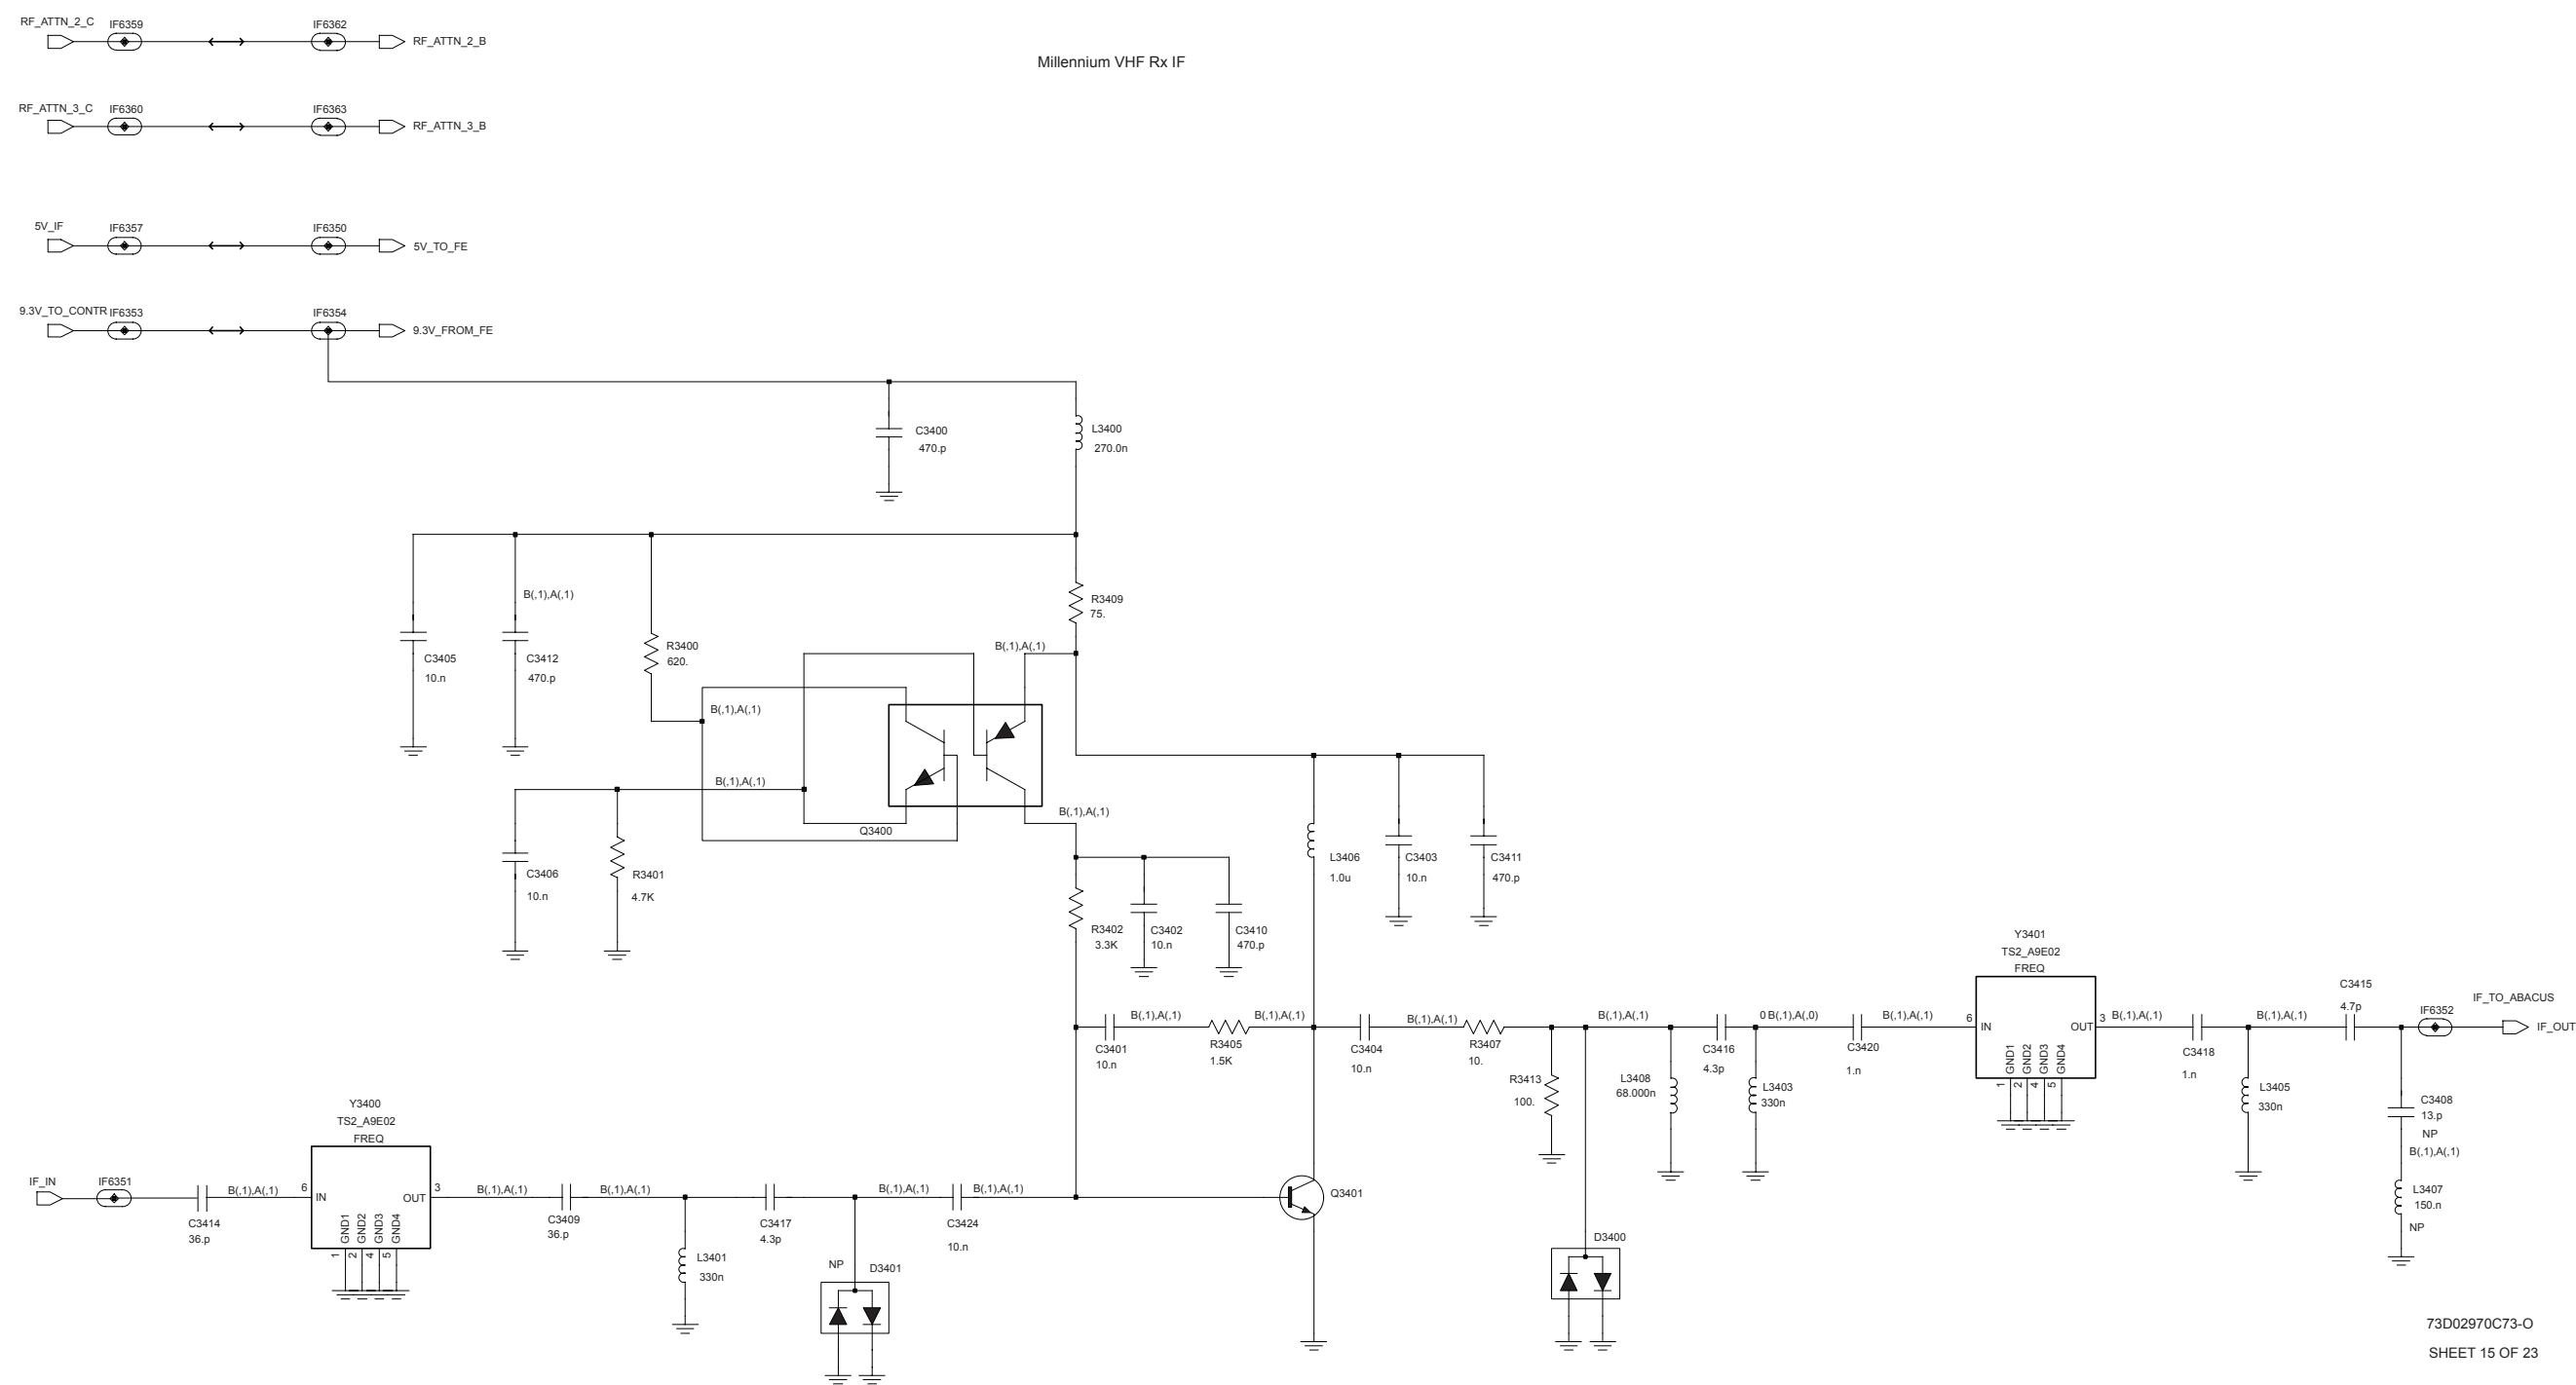 RF_ATTN_2_C IF6359 IF6362
RF_ATTN_2_B
Millennium VHF Rx IF
RF_ATTN_3_C IF6360 IF6363
RF_ATTN_3_B
5V_IF IF6357 IF6350
5V_TO_FE
9.3V_TO_CONTR IF6353 IF6354
9.3V_FROM_FE
C3400
470.p
L3400
270.0n
B(,1),A(,1)
R3409
75.
C3405
10.n
C3412
470.p
R3400
620.
B(,1),A(,1)
B(,1),A(,1)
B(,1),A(,1)
B(,1),A(,1)
Q3400
C3406
10.n
R3401
4.7K
L3406
1.0u
C3403
10.n
C3411
470.p
R3402
3.3K
C3402
10.n
C3410
470.p
Y3401
TS2_A9E02
FREQ
C3415
4.7p
IF6352
IF_TO_ABACUS
IF_OUT
B(,1),A(,1) B(,1),A(,1) B(,1),A(,1) B(,1),A(,1) 0 B(,1),A(,0) B(,1),A(,1) 6 IN OUT 3 B(,1),A(,1) B(,1),A(,1)
C3401
10.n
R3405
1.5K
C3404
10.n
R3407
10.
R3413
100.
L3408
68.000n
C3416
4.3p
L3403
330n
C3420
1.n
GND1 GND2 GND3 GND4
1 2 4 5
C3418
1.n
L3405
330n
C3408
13.p
NP
B(,1),A(,1)
L3407
150.n
NP
Y3400
TS2_A9E02
FREQ
IF_IN IF6351 B(,1),A(,1) 6 IN OUT 3 B(,1),A(,1) B(,1),A(,1) B(,1),A(,1) B(,1),A(,1)
Q3401
C3414
36.p
GND1 GND2 GND3 GND4
1 2 4 5
C3409
36.p
L3401
330n
C3417
4.3p
C3424
10.n
NP D3401
D3400
73D02970C73-O
SHEET 15 OF 23